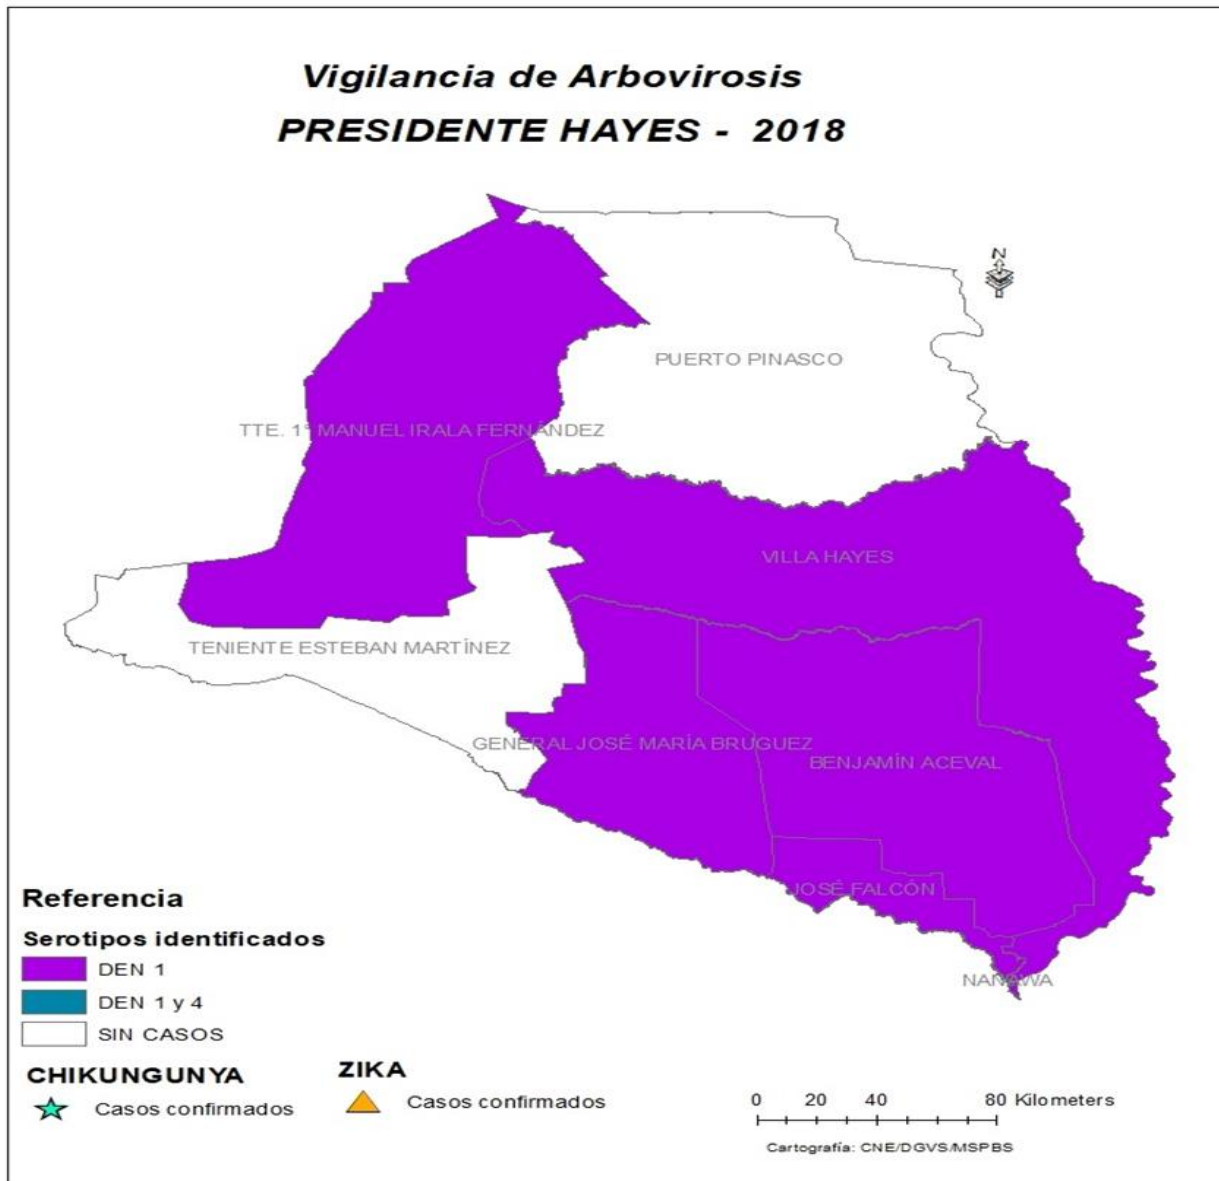 Vigilancia de Arbovirosis
PRESIDENTE HAYES - 2018
N
PUERTO PINASCO
TTE. 1° MANUEL IRALA FERNÁNDEZ
VILLA HAYES
TENIENTE ESTEBAN MARTÍNEZ
GENERAL JOSÉ MARÍA BRUGUEZ
BENJAMÍN ACEVAL
JOSÉ FALCÓN
NANAWA
Referencia
Serotipos identificados
DEN 1
DEN 1 y 4
SIN CASOS
CHIKUNGUNYA
Casos confirmados
ZIKA
Casos confirmados
0 20 40 80 Kilometers
Cartografía: CNE/DGVS/MSPBS